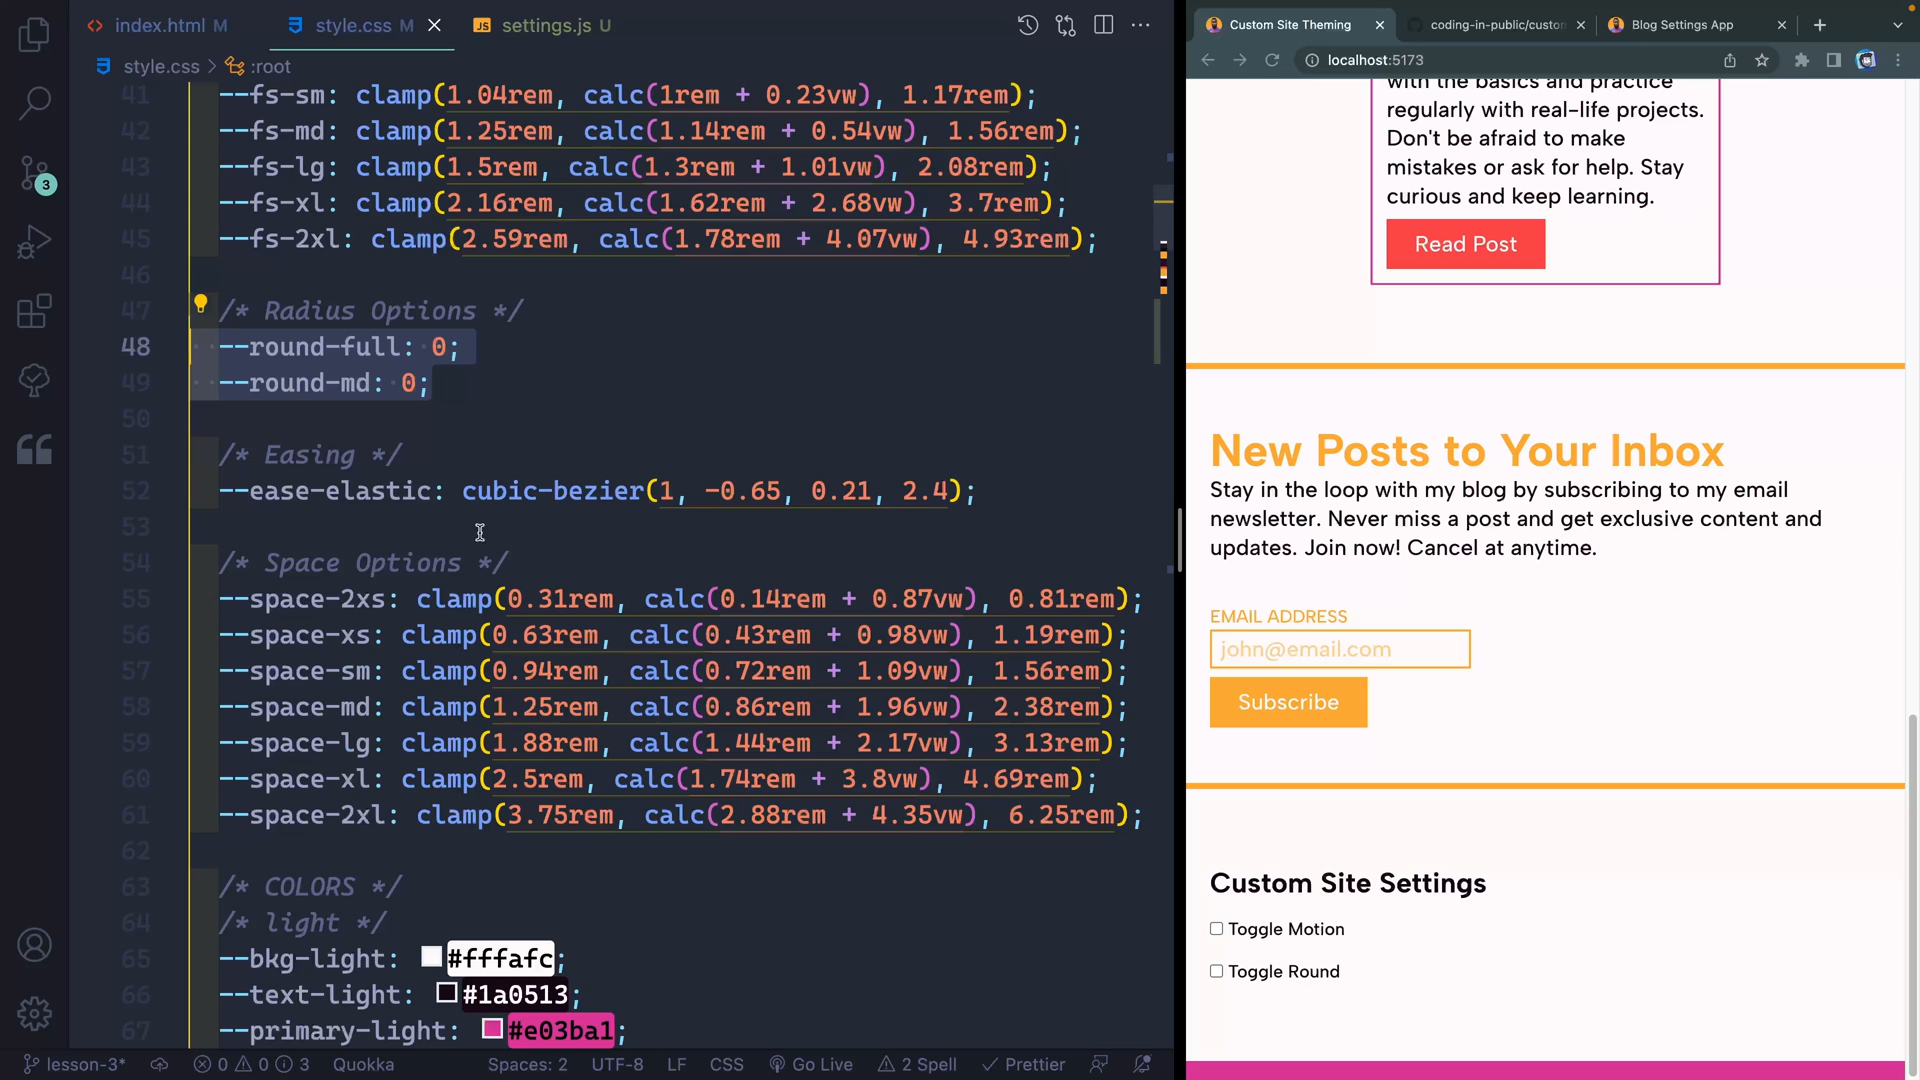 index.html M
style.css M
JS settings.js U
style.css > :root
41 --fs-sm: clamp(1.04rem, calc(1rem + 0.23vw), 1.17rem);
42 --fs-md: clamp(1.25rem, calc(1.14rem + 0.54vw), 1.56rem);
43 --fs-lg: clamp(1.5rem, calc(1.3rem + 1.01vw), 2.08rem);
44 --fs-xl: clamp(2.16rem, calc(1.62rem + 2.68vw), 3.7rem);
45 --fs-2xl: clamp(2.59rem, calc(1.78rem + 4.07vw), 4.93rem);
46
47 /* Radius Options */
48 --round-full: 0;
49 --round-md: 0;
50
51 /* Easing */
52 --ease-elastic: cubic-bezier(1, -0.65, 0.21, 2.4);
53
54 /* Space Options */
55 --space-2xs: clamp(0.31rem, calc(0.14rem + 0.87vw), 0.81rem);
56 --space-xs: clamp(0.63rem, calc(0.43rem + 0.98vw), 1.19rem);
57 --space-sm: clamp(0.94rem, calc(0.72rem + 1.09vw), 1.56rem);
58 --space-md: clamp(1.25rem, calc(0.86rem + 1.96vw), 2.38rem);
59 --space-lg: clamp(1.88rem, calc(1.44rem + 2.17vw), 3.13rem);
60 --space-xl: clamp(2.5rem, calc(1.74rem + 3.8vw), 4.69rem);
61 --space-2xl: clamp(3.75rem, calc(2.88rem + 4.35vw), 6.25rem);
62
63 /* COLORS */
64 /* light */
65 --bkg-light: #fffafc;
66 --text-light: #1a0513;
67 --primary-light: #e03ba1;
3
lesson-3*
0 0 3
Quokka
Spaces: 2
UTF-8
LF
CSS
Go Live
2 Spell
Prettier
Custom Site Theming
coding-in-public/custom
Blog Settings App
localhost:5173
with the basics and practice
regularly with real-life projects.
Don't be afraid to make
mistakes or ask for help. Stay
curious and keep learning.
Read Post
New Posts to Your Inbox
Stay in the loop with my blog by subscribing to my email
newsletter. Never miss a post and get exclusive content and
updates. Join now! Cancel at anytime.
EMAIL ADDRESS
john@email.com
Subscribe
Custom Site Settings
Toggle Motion
Toggle Round